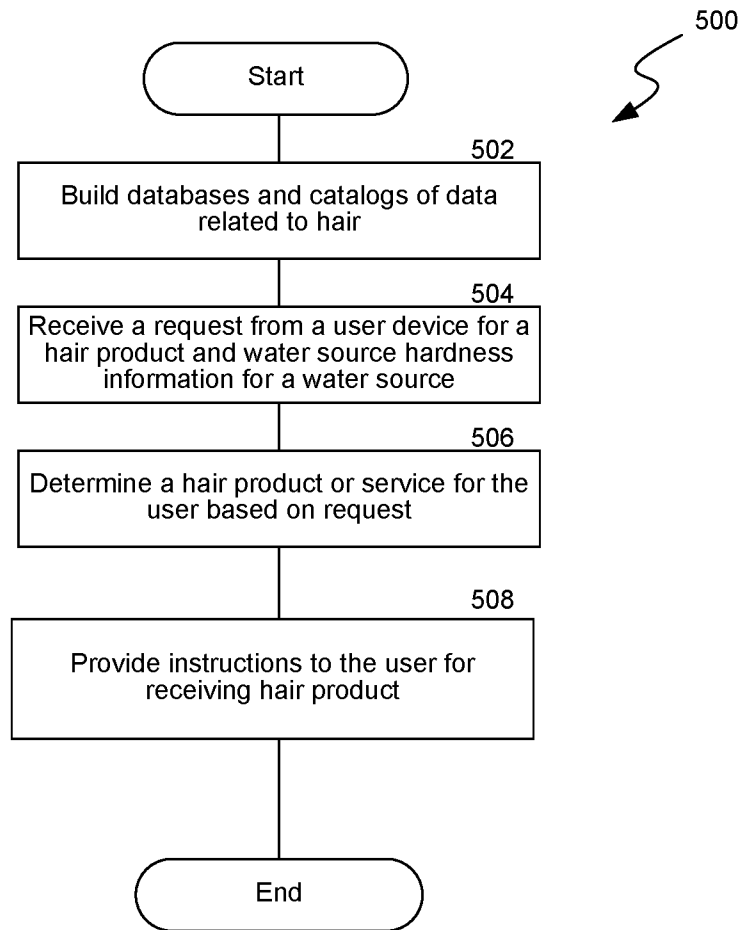 500
Start
502
Build databases and catalogs of data
related to hair
504
Receive a request from a user device for a
hair product and water source hardness
information for a water source
506
Determine a hair product or service for the
user based on request
508
Provide instructions to the user for
receiving hair product
End